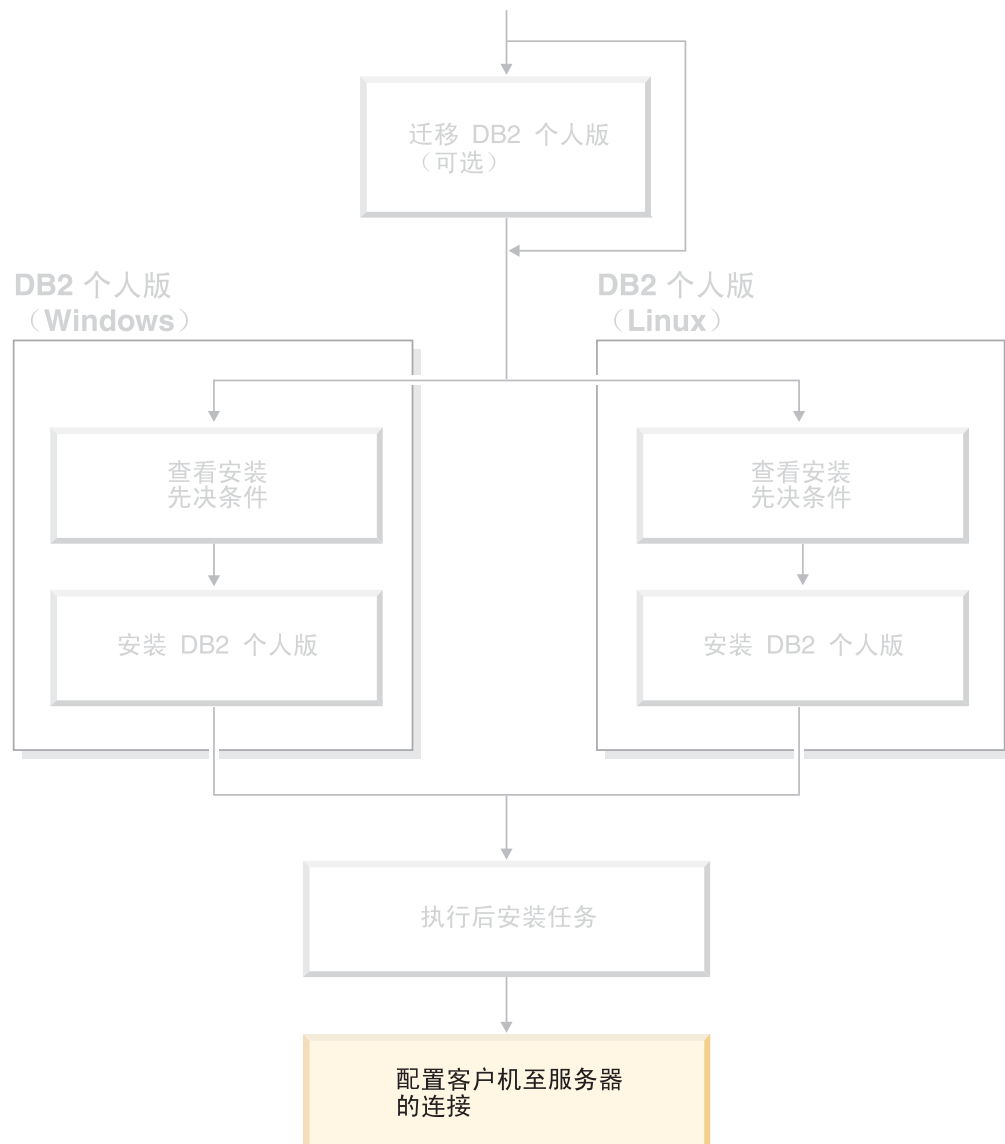 迁移 DB2 个人版
（可选）
DB2 个人版
（Windows）
DB2 个人版
（Linux）
查看安装
先决条件
查看安装
先决条件
安装 DB2 个人版
安装 DB2 个人版
执行后安装任务
配置客户机至服务器
的连接